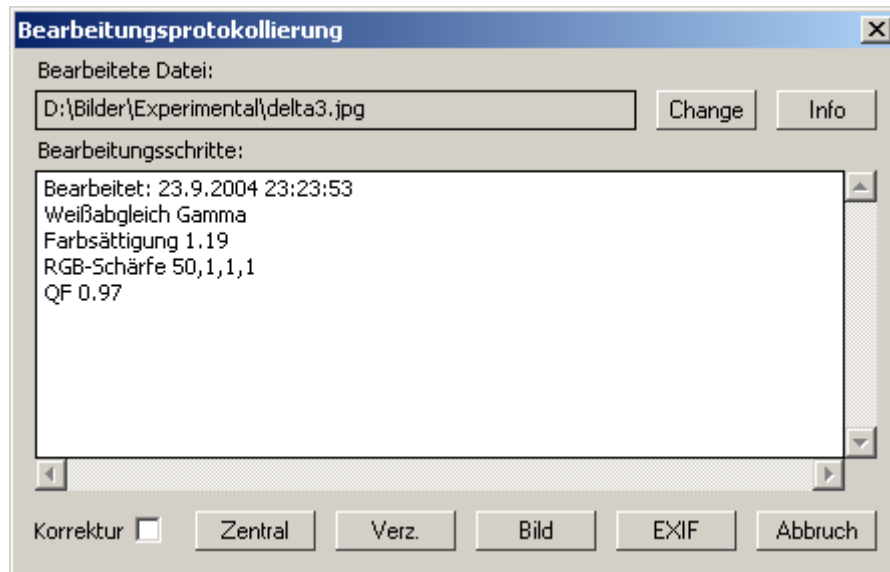 Bearbeitungsprotokollierung
Bearbeitete Datei:
D:\Bilder\Experimental\delta3.jpg
Change
Info
Bearbeitungsschritte:
Bearbeitet: 23.9.2004 23:23:53
Weißabgleich Gamma
Farbsättigung 1.19
RGB-Schärfe 50,1,1,1
QF 0.97
Korrektur
Zentral
Verz.
Bild
EXIF
Abbruch